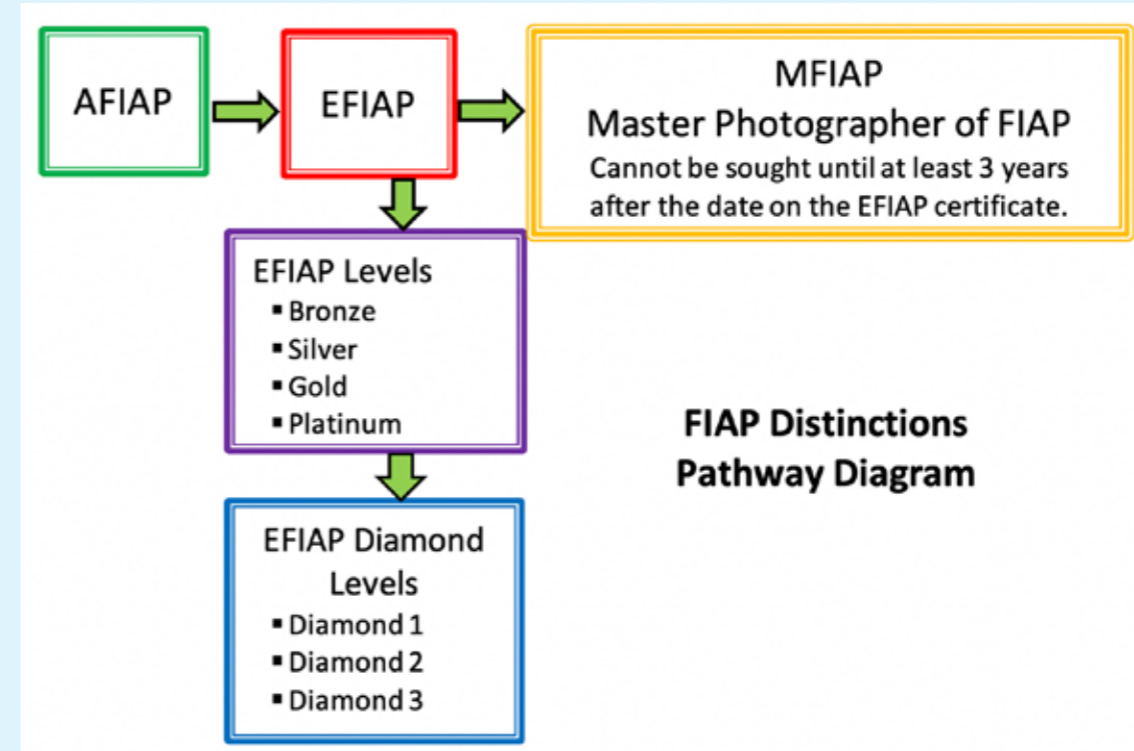 AFIAP
EFIAP
MFIAP
Master Photographer of FIAP
Cannot be sought until at least 3 years
after the date on the EFIAP certificate.
EFIAP Levels
▪ Bronze
▪ Silver
▪ Gold
▪ Platinum
FIAP Distinctions
Pathway Diagram
EFIAP Diamond
Levels
▪ Diamond 1
▪ Diamond 2
▪ Diamond 3